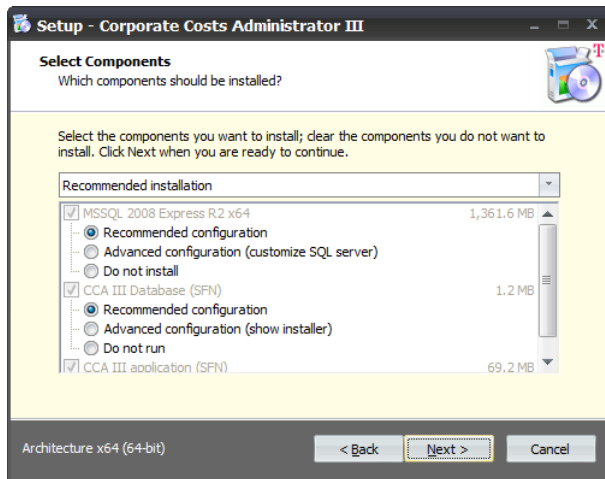 Setup - Corporate Costs Administrator III
Select Components
Which components should be installed?
T
Select the components you want to install; clear the components you do not want to
install. Click Next when you are ready to continue.
Recommended installation
MSSQL 2008 Express R2 x64 1,361.6 MB
Recommended configuration
Advanced configuration (customize SQL server)
Do not install
CCA III Database (SFN) 1.2 MB
Recommended configuration
Advanced configuration (show installer)
Do not run
CCA III application (SFN) 69.2 MB
Architecture x64 (64-bit) < Back Next > Cancel